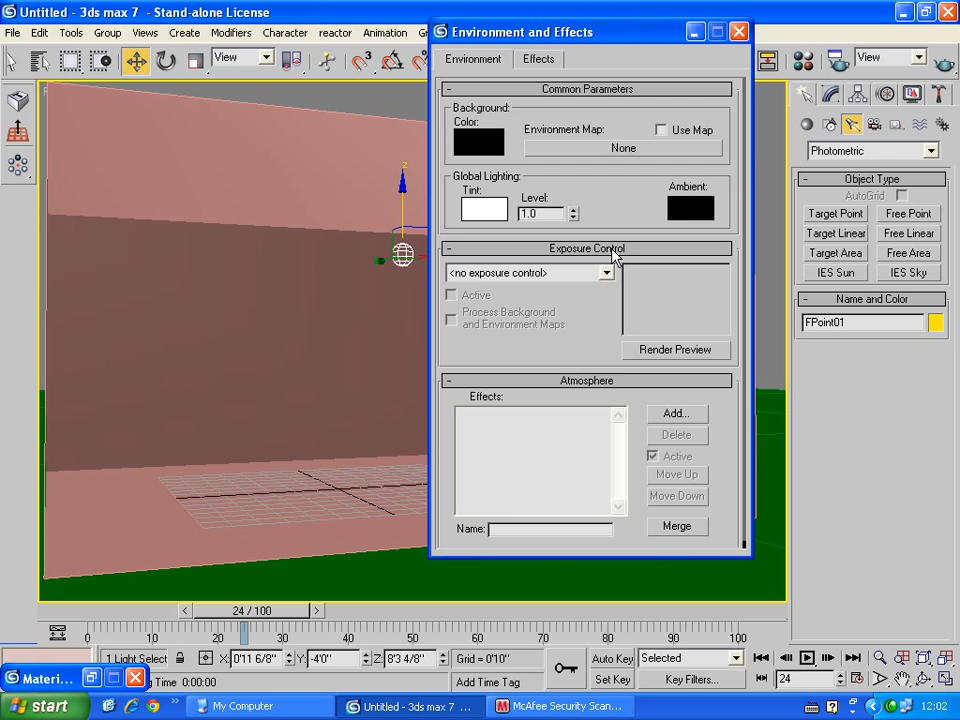 Untitled - 3ds max 7 - Stand-alone License
File Edit Tools Group Views Create Modifiers Character reactor Animation
View
View
Environment and Effects
Environment Effects
- Common Parameters
Background:
Color:
Environment Map:
Use Map
None
Global Lighting:
Tint:
Level:
1.0
Ambient:
- Exposure Control
<no exposure control>
Active
Process Background
and Environment Maps
Render Preview
- Atmosphere
Effects:
Add...
Delete
Active
Move Up
Move Down
Name:
Merge
Photometric
- Object Type
AutoGrid
Target Point Free Point
Target Linear Free Linear
Target Area Free Area
IES Sun IES Sky
- Name and Color
FPoint01
z
< 24 / 100 >
0 10 20 30 40 50 60 70 80 90 100
1 Light Select X: 0'11 6/8" Y: -4'0" Z: 8'3 4/8" Grid = 0'10" Auto Key Selected
Materi... Time: 0:00:00 Add Time Tag Set Key Key Filters... 24
start My Computer Untitled - 3ds max 7 ... McAfee Security Scan... 12:02